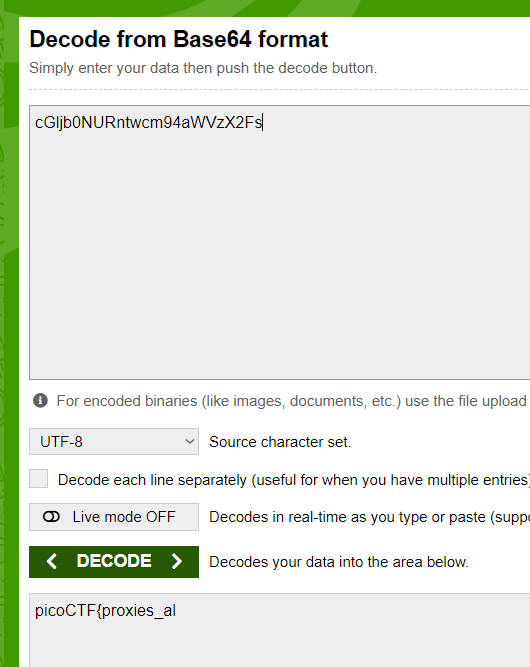 Decode from Base64 format
Simply enter your data then push the decode button.
cGljb0NURntwcm94aWVzX2Fs
For encoded binaries (like images, documents, etc.) use the file upload
UTF-8 Source character set.
Decode each line separately (useful for when you have multiple entries)
Live mode OFF Decodes in real-time as you type or paste (supp
< DECODE > Decodes your data into the area below.
picoCTF{proxies_al